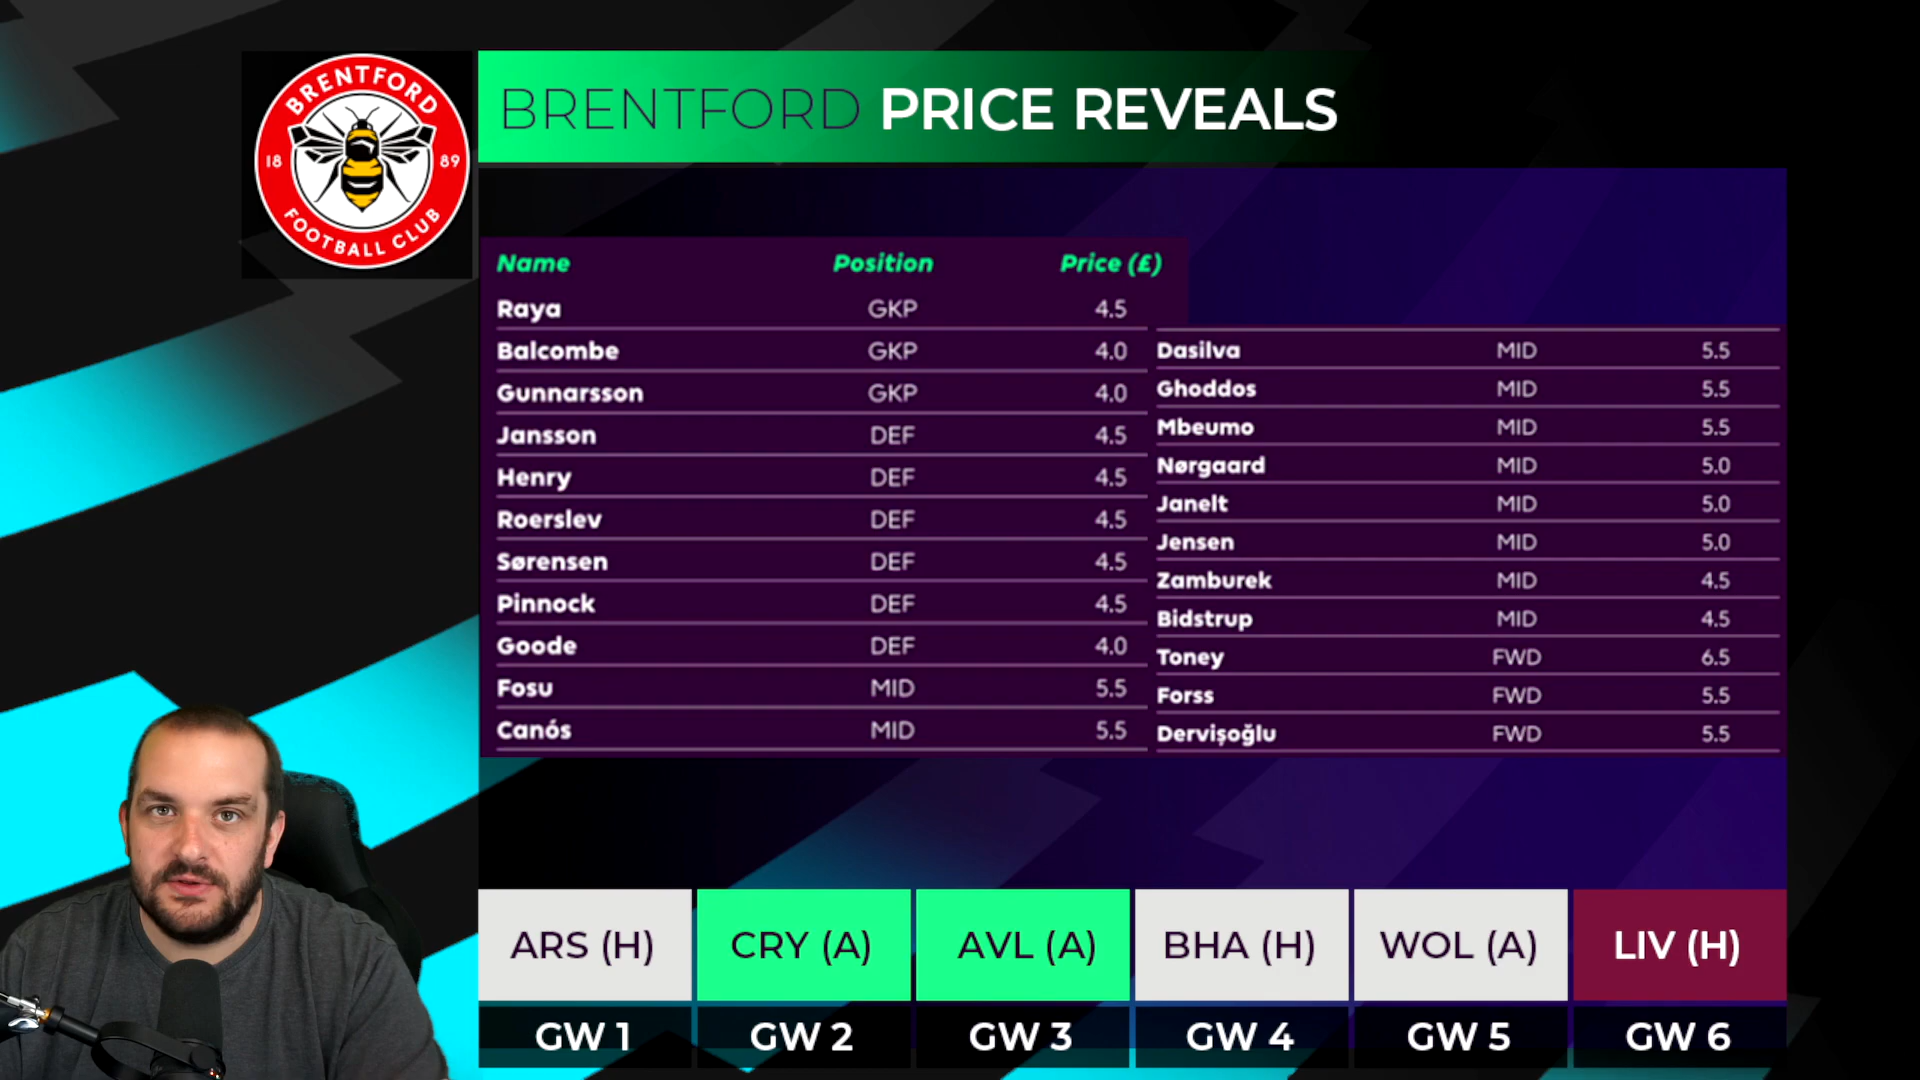 BRENTFORD
18 89
FOOTBALL CLUB
BRENTFORD PRICE REVEALS
Name Position Price (£)
Raya GKP 4.5
Balcombe GKP 4.0
Gunnarsson GKP 4.0
Jansson DEF 4.5
Henry DEF 4.5
Roerslev DEF 4.5
Sørensen DEF 4.5
Pinnock DEF 4.5
Goode DEF 4.0
Fosu MID 5.5
Canós MID 5.5
Dasilva MID 5.5
Ghoddos MID 5.5
Mbeumo MID 5.5
Nørgaard MID 5.0
Janelt MID 5.0
Jensen MID 5.0
Zamburek MID 4.5
Bidstrup MID 4.5
Toney FWD 6.5
Forss FWD 5.5
Dervişoğlu FWD 5.5
ARS (H) CRY (A) AVL (A) BHA (H) WOL (A) LIV (H)
GW 1 GW 2 GW 3 GW 4 GW 5 GW 6